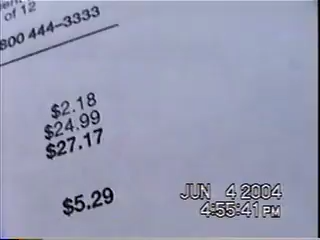 of 12
800 444-3333
$2.18
$24.99
$27.17
$5.29
JUN 4 2004
4:55:41 PM